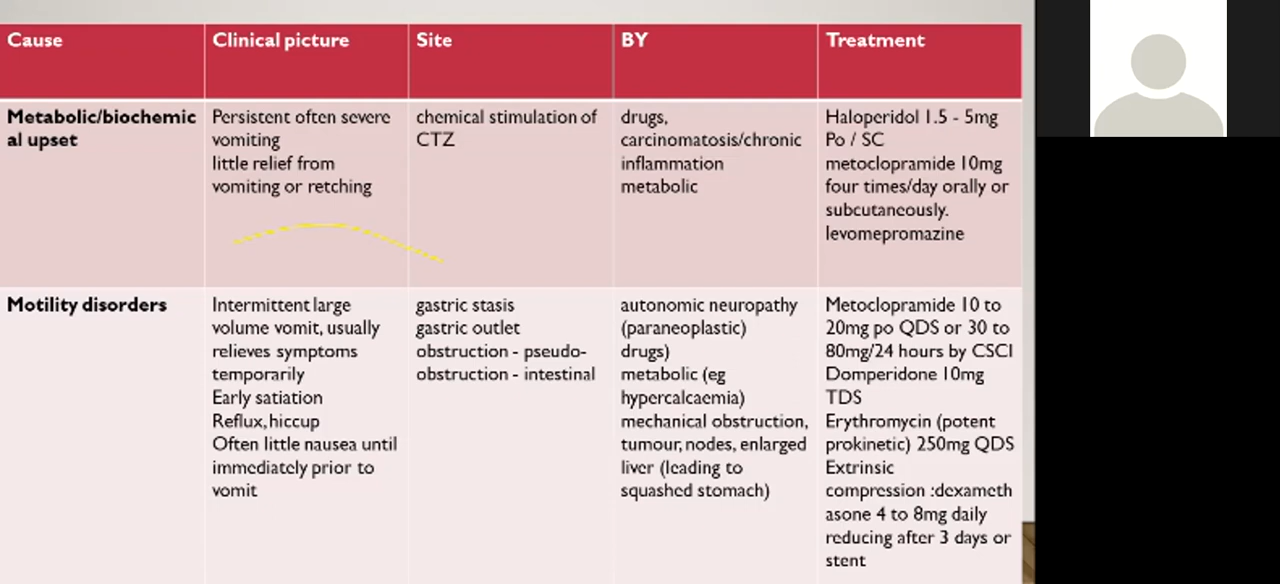 Cause
Clinical picture
Site
BY
Treatment
Metabolic/biochemic
al upset
Persistent often severe
vomiting
little relief from
vomiting or retching
chemical stimulation of
CTZ
drugs,
carcinomatosis/chronic
inflammation
metabolic
Haloperidol 1.5 - 5mg
Po / SC
metoclopramide 10mg
four times/day orally or
subcutaneously.
levomepromazine
Motility disorders
Intermittent large
volume vomit, usually
relieves symptoms
temporarily
Early satiation
Reflux, hiccup
Often little nausea until
immediately prior to
vomit
gastric stasis
gastric outlet
obstruction - pseudo-
obstruction - intestinal
autonomic neuropathy
(paraneoplastic)
drugs)
metabolic (eg
hypercalcaemia)
mechanical obstruction,
tumour, nodes, enlarged
liver (leading to
squashed stomach)
Metoclopramide 10 to
20mg po QDS or 30 to
80mg/24 hours by CSCI
Domperidone 10mg
TDS
Erythromycin (potent
prokinetic) 250mg QDS
Extrinsic
compression :dexameth
asone 4 to 8mg daily
reducing after 3 days or
stent